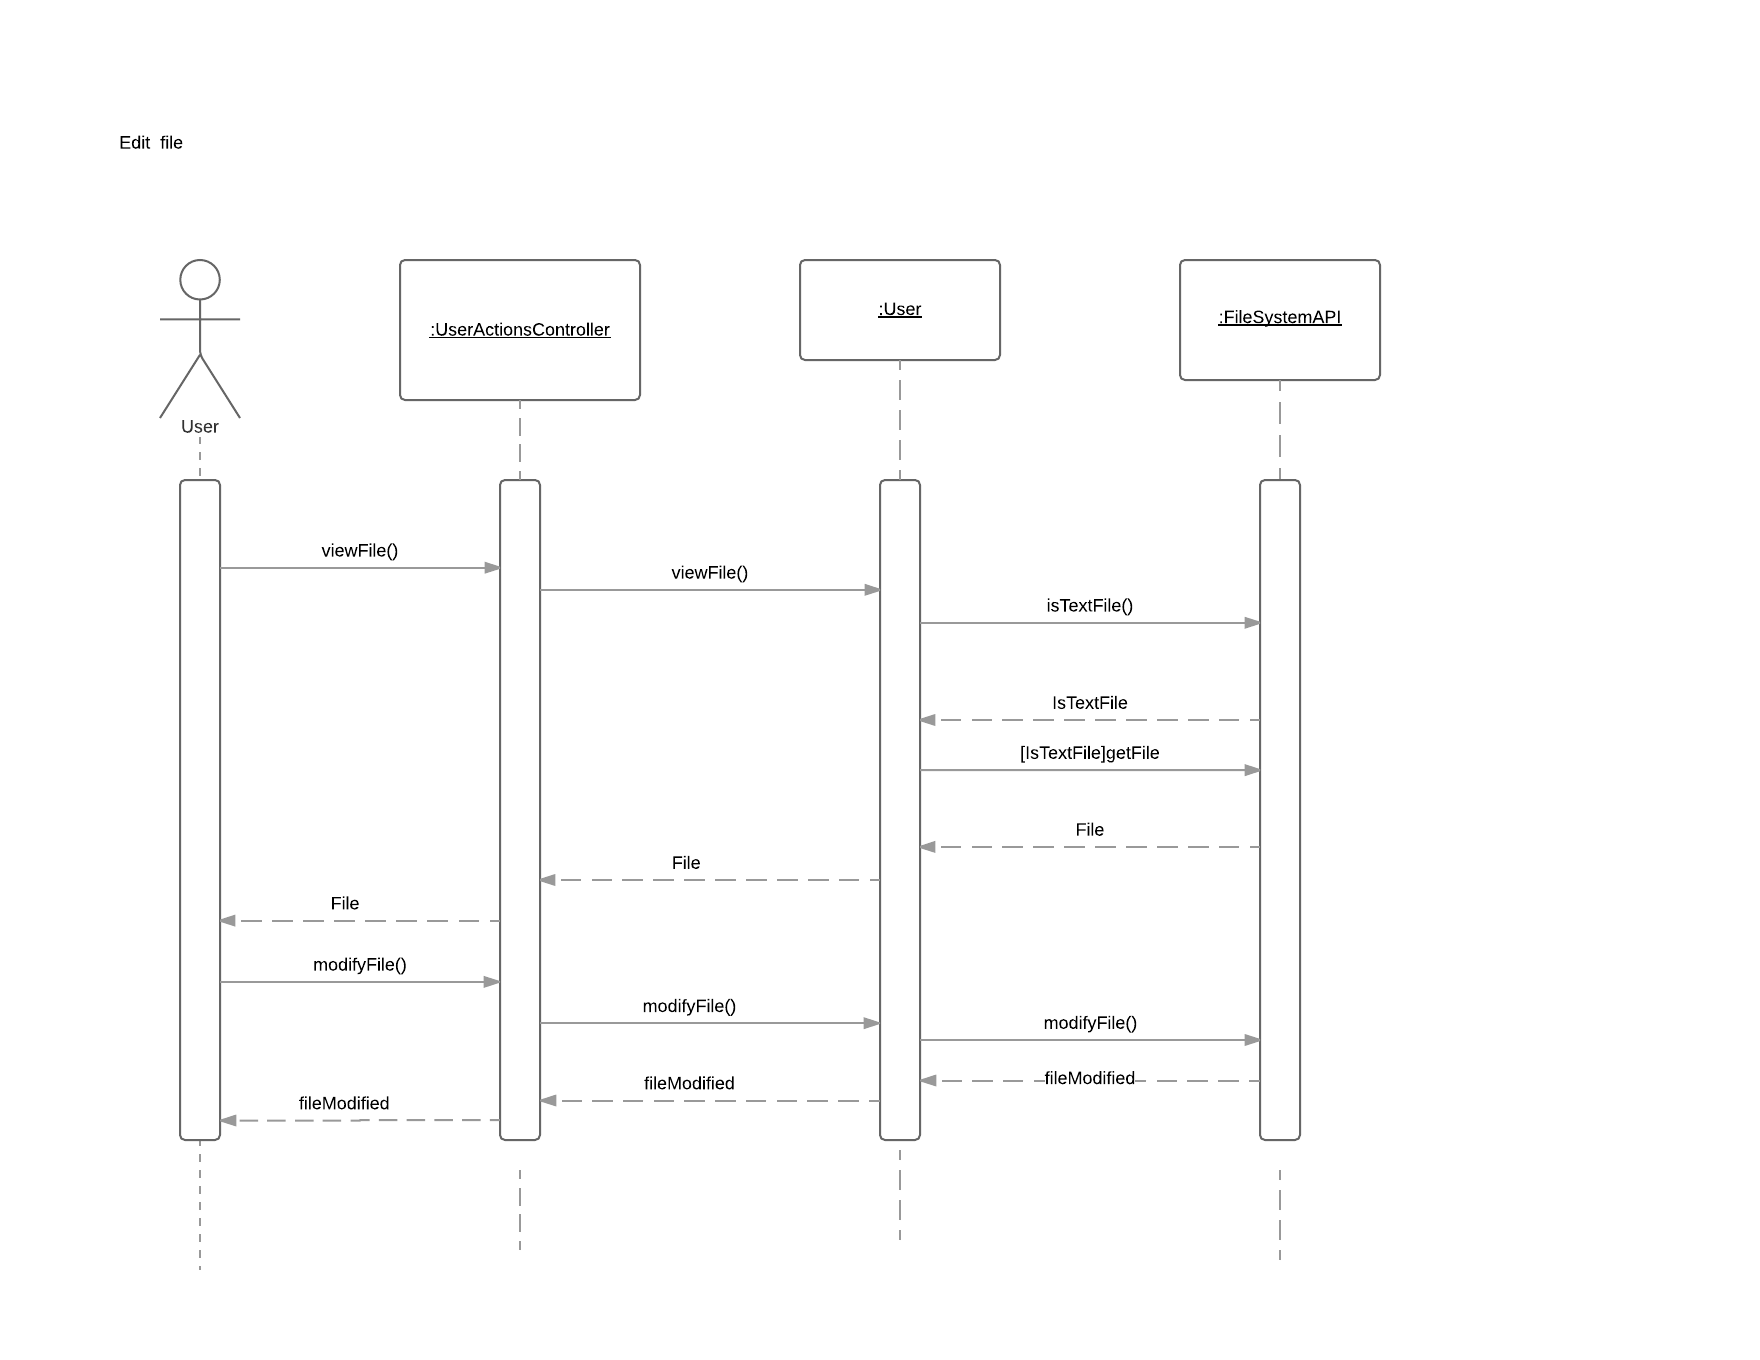 Edit file
:UserActionsController
:User
:FileSystemAPI
User
viewFile()
viewFile()
isTextFile()
IsTextFile
[IsTextFile]getFile
File
File
File
modifyFile()
modifyFile()
modifyFile()
fileModified
fileModified
fileModified